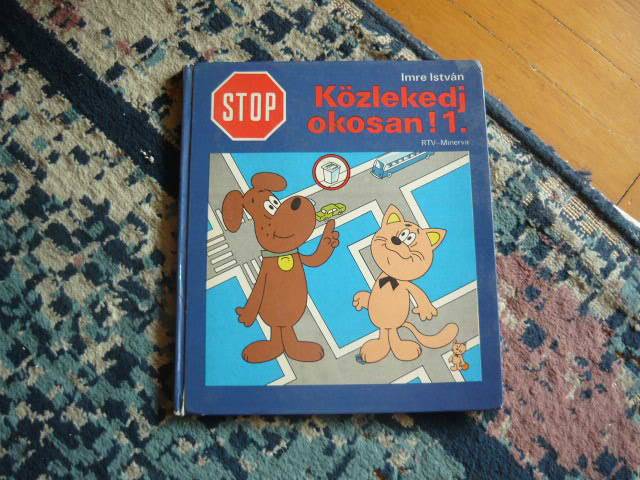 Imre István
STOP
Közlekedj
okosan! 1.
RTV-Minerva